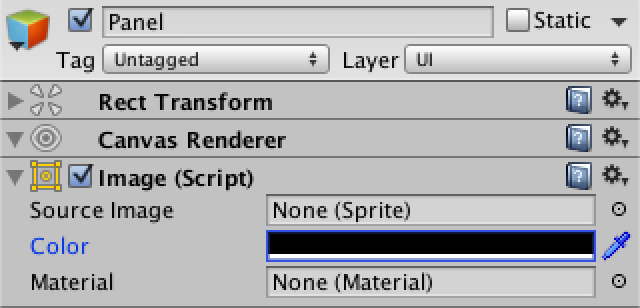 Panel
Static
Tag Untagged Layer UI
Rect Transform
Canvas Renderer
Image (Script)
Source Image None (Sprite)
Color
Material None (Material)